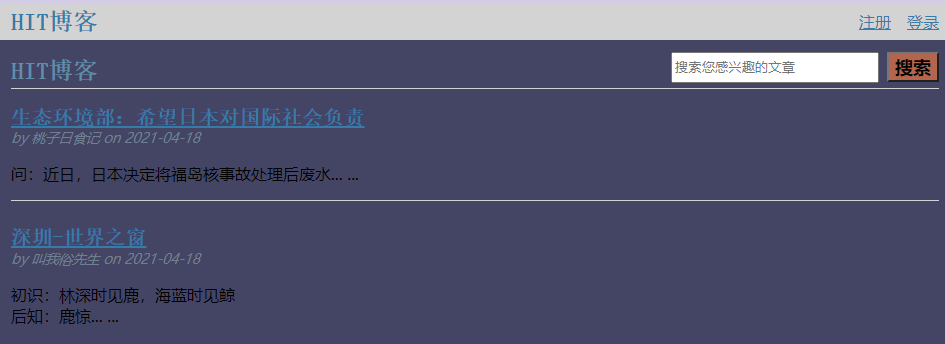 HIT博客
注册 登录
HIT博客
搜索您感兴趣的文章 搜索
生态环境部：希望日本对国际社会负责
by 桃子日食记 on 2021-04-18
问：近日，日本决定将福岛核事故处理后废水... ...
深圳-世界之窗
by 叫我俗先生 on 2021-04-18
初识：林深时见鹿，海蓝时见鲸
后知：鹿惊... ...